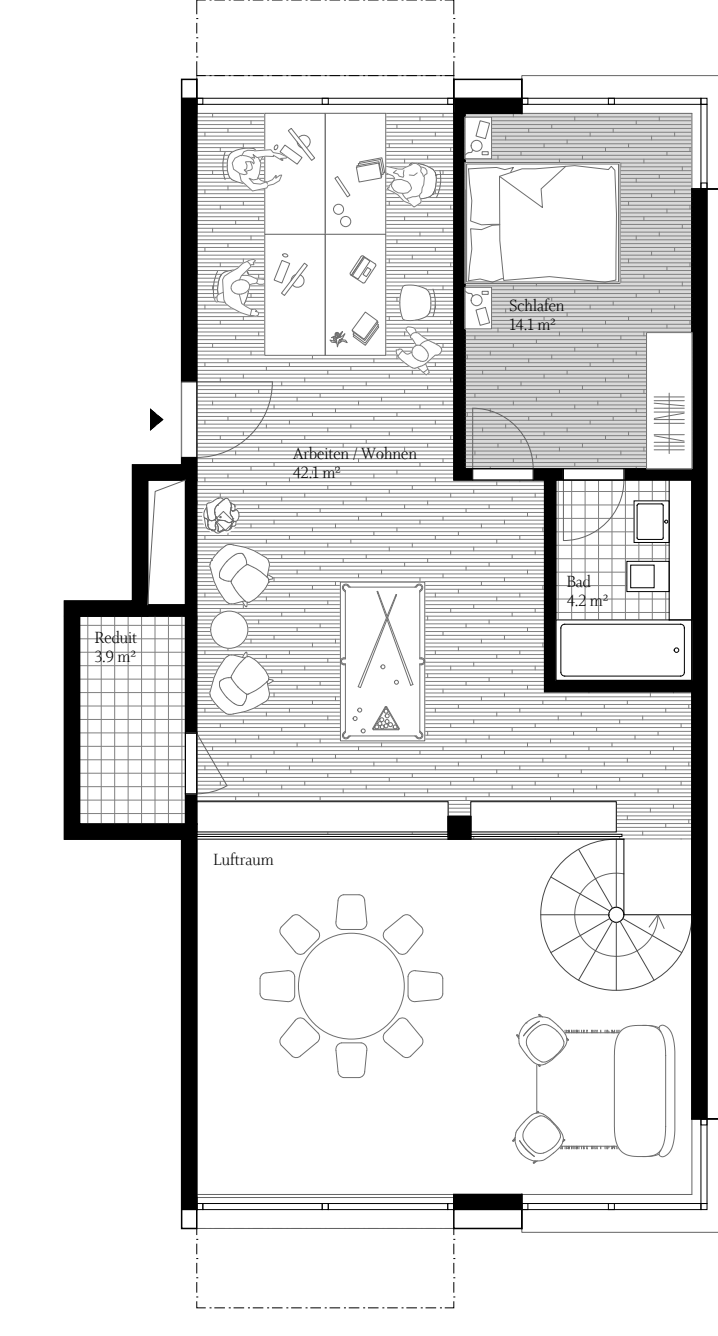 Schlafen
14.1 m²
Arbeiten / Wohnen
42.1 m²
Bad
4.2 m²
Reduit
3.9 m²
Luftraum